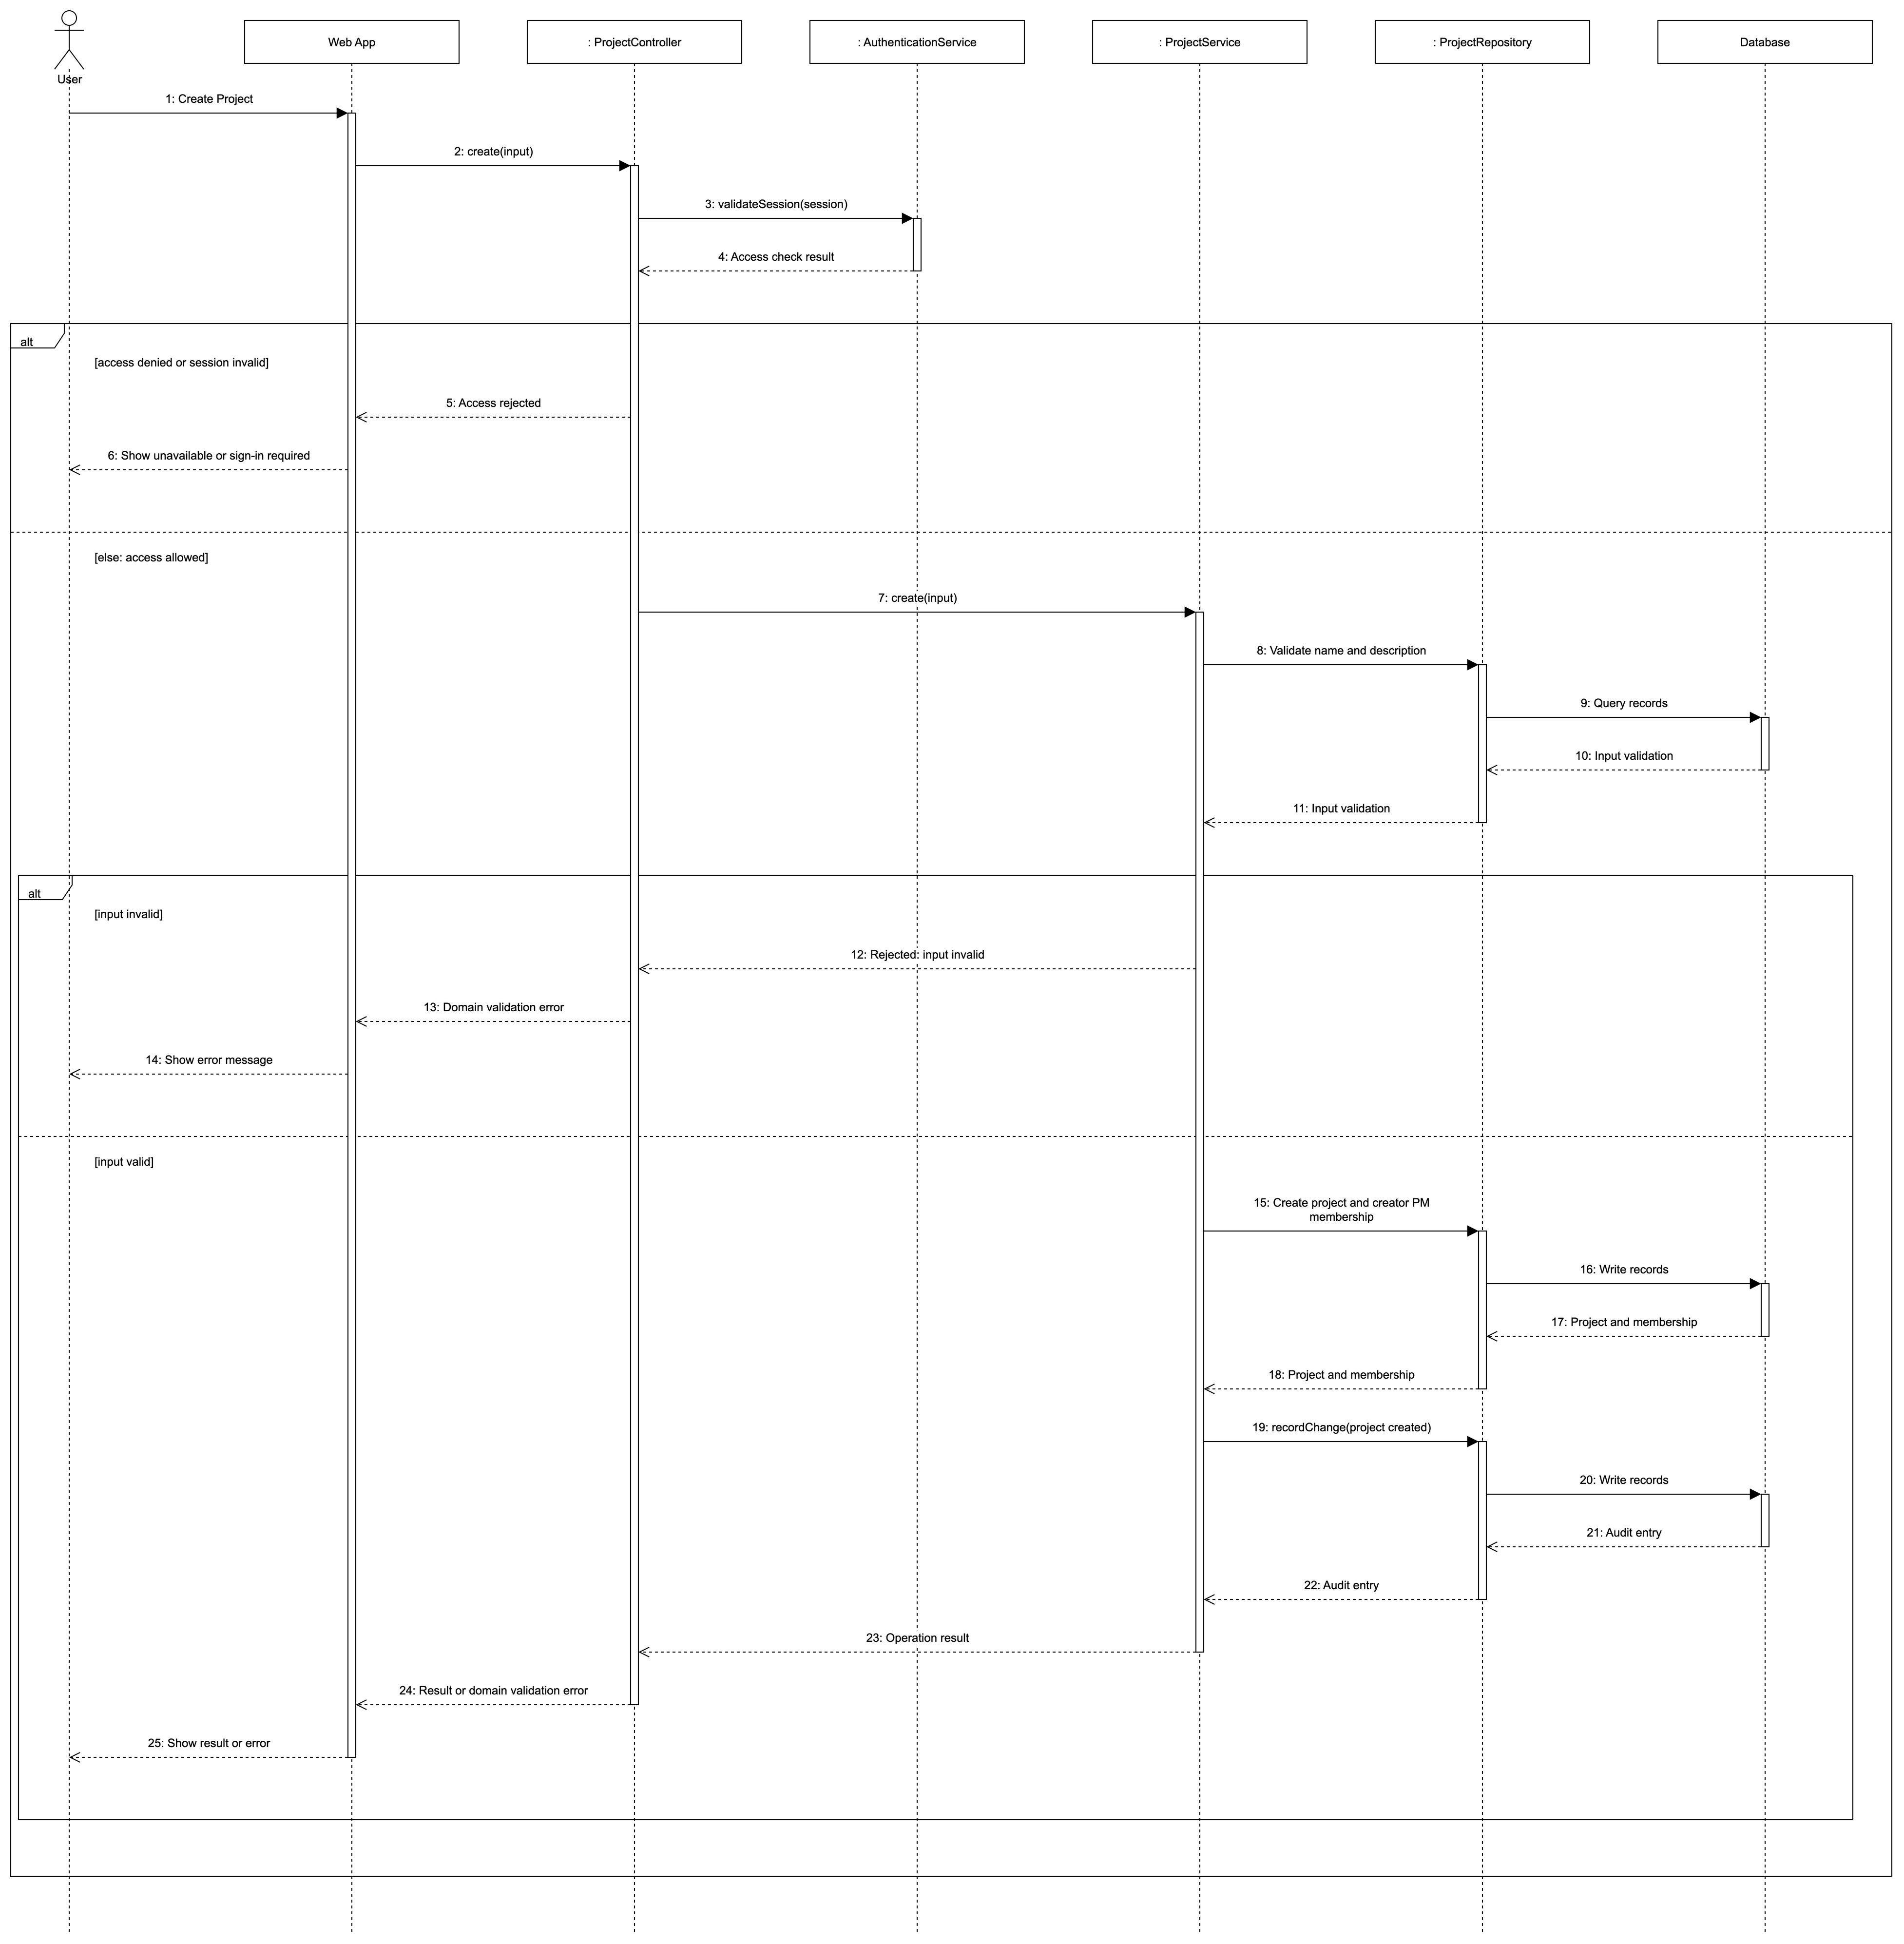 User
Web App
: ProjectController
: AuthenticationService
: ProjectService
: ProjectRepository
Database
1: Create Project
2: create(input)
3: validateSession(session)
4: Access check result
alt
[access denied or session invalid]
5: Access rejected
6: Show unavailable or sign-in required
[else: access allowed]
7: create(input)
8: Validate name and description
9: Query records
10: Input validation
11: Input validation
alt
[input invalid]
12: Rejected: input invalid
13: Domain validation error
14: Show error message
[input valid]
15: Create project and creator PM
membership
16: Write records
17: Project and membership
18: Project and membership
19: recordChange(project created)
20: Write records
21: Audit entry
22: Audit entry
23: Operation result
24: Result or domain validation error
25: Show result or error